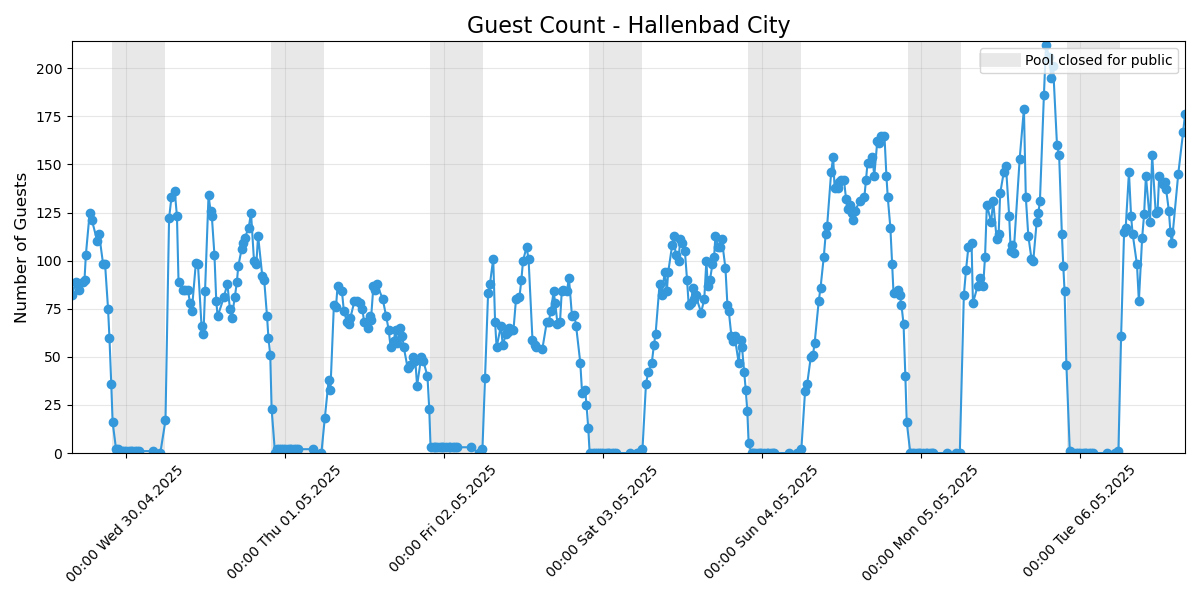 Guest Count - Hallenbad City
Pool closed for public
Number of Guests
200
175
150
125
100
75
50
25
0
00:00 Wed 30.04.2025
00:00 Thu 01.05.2025
00:00 Fri 02.05.2025
00:00 Sat 03.05.2025
00:00 Sun 04.05.2025
00:00 Mon 05.05.2025
00:00 Tue 06.05.2025